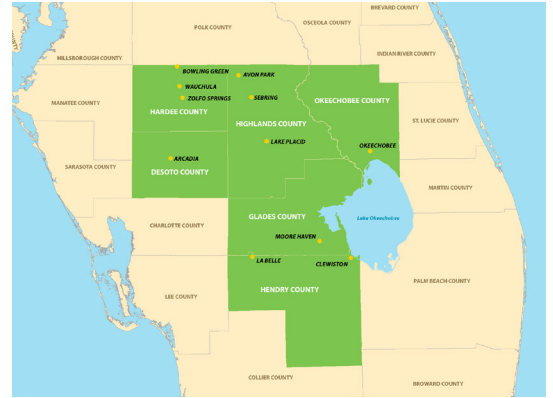 BREVARD COUNTY
OSCEOLA COUNTY
POLK COUNTY
INDIAN RIVER COUNTY
HILLSBOROUGH COUNTY
BOWLING GREEN
AVON PARK
WAUCHULA
ZOLFO SPRINGS
SEBRING
OKEECHOBEE COUNTY
MANATEE COUNTY
HARDEE COUNTY
HIGHLANDS COUNTY
ST. LUCIE COUNTY
LAKE PLACID
OKEECHOBEE
ARCADIA
SARASOTA COUNTY
DESOTO COUNTY
MARTIN COUNTY
GLADES COUNTY
Lake Okeechobee
CHARLOTTE COUNTY
MOORE HAVEN
LA BELLE
CLEWISTON
PALM BEACH COUNTY
HENDRY COUNTY
LEE COUNTY
COLLIER COUNTY
BROWARD COUNTY